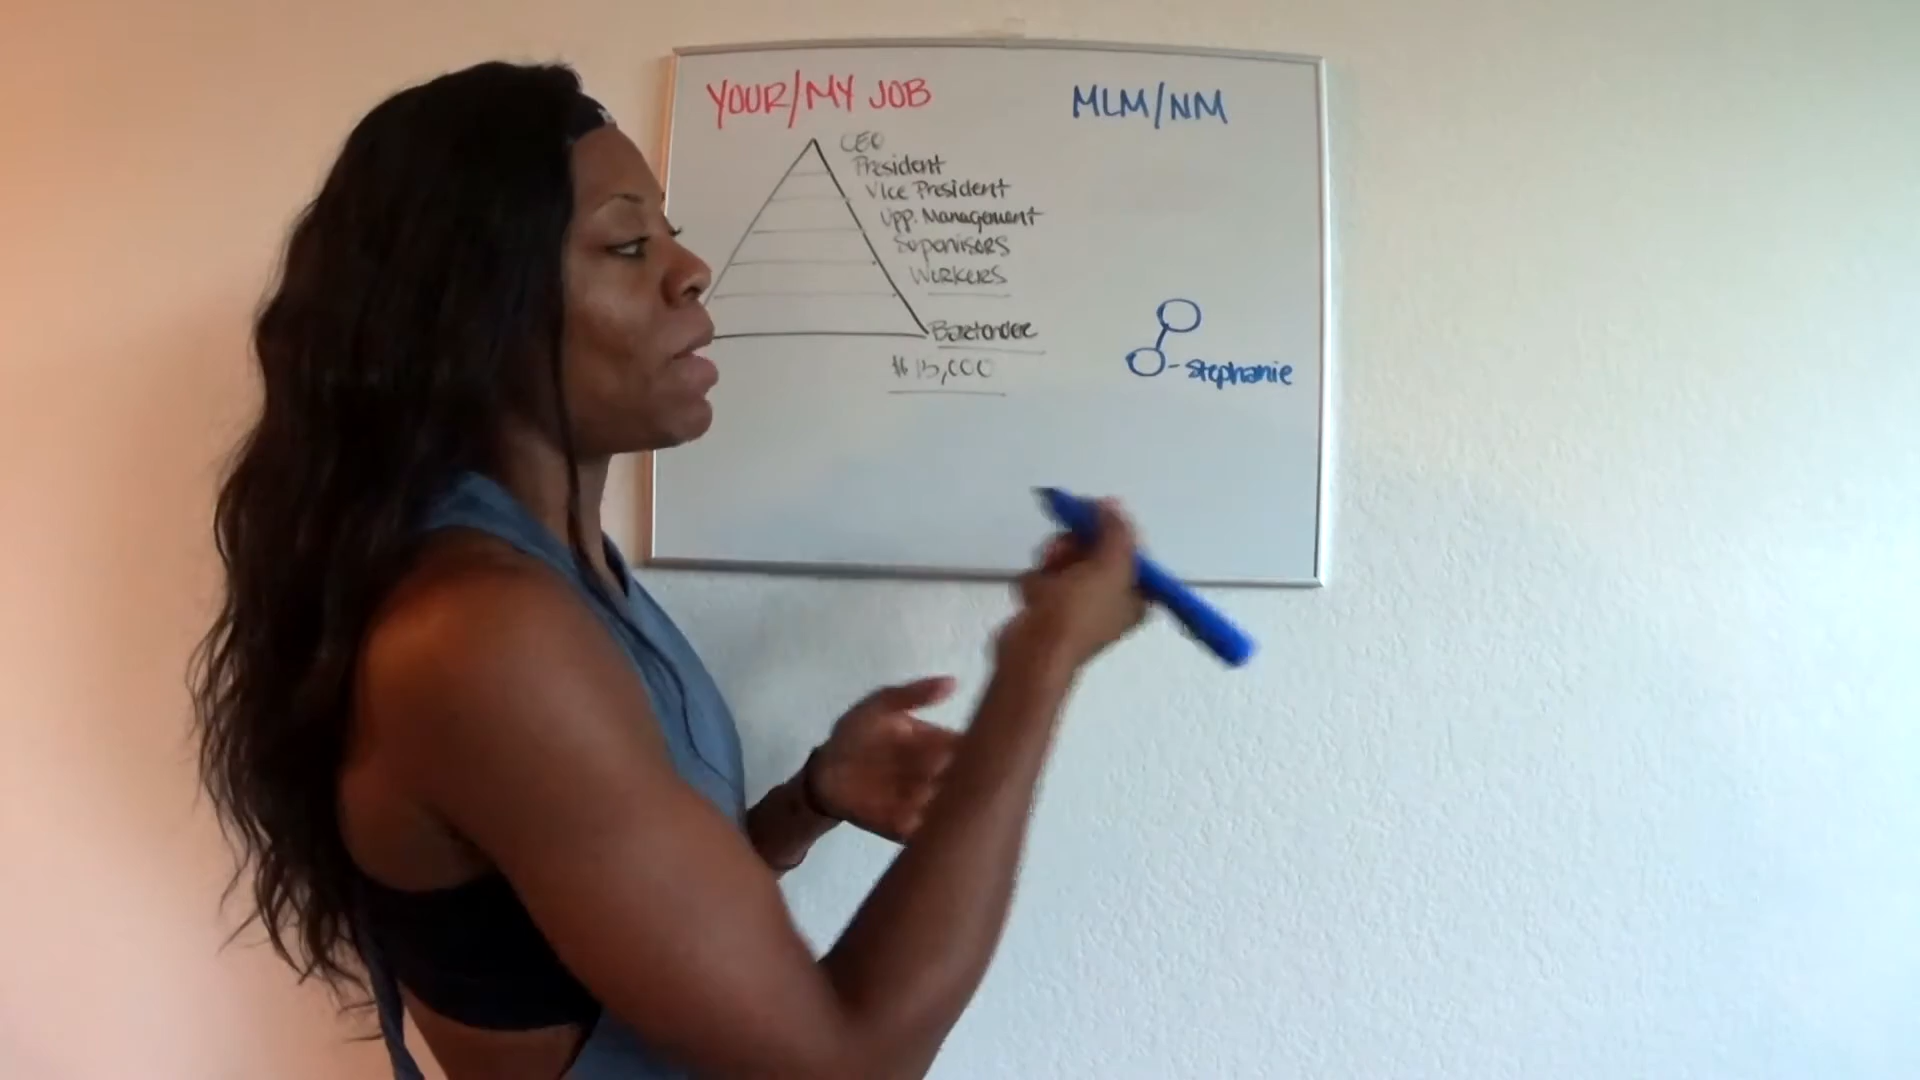 YOUR/MY JOB
CEO
President
Vice President
Upp. Management
Supervisors
Workers
Bartender
$15,000
MLM/NM
-Stephanie